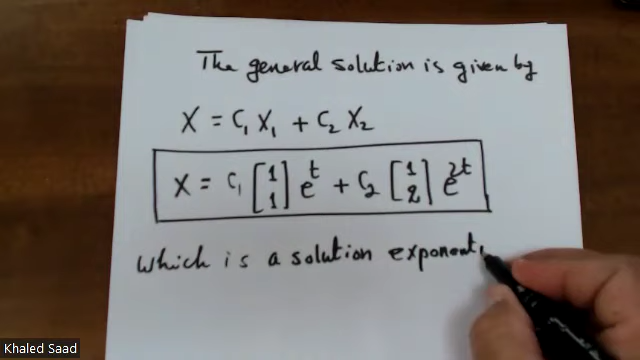 The general solution is given by
X = C₁ X₁ + C₂ X₂
X = C₁ [1 1] e^t + C₂ [1 2] e^2t
which is a solution exponenti
Khaled Saad